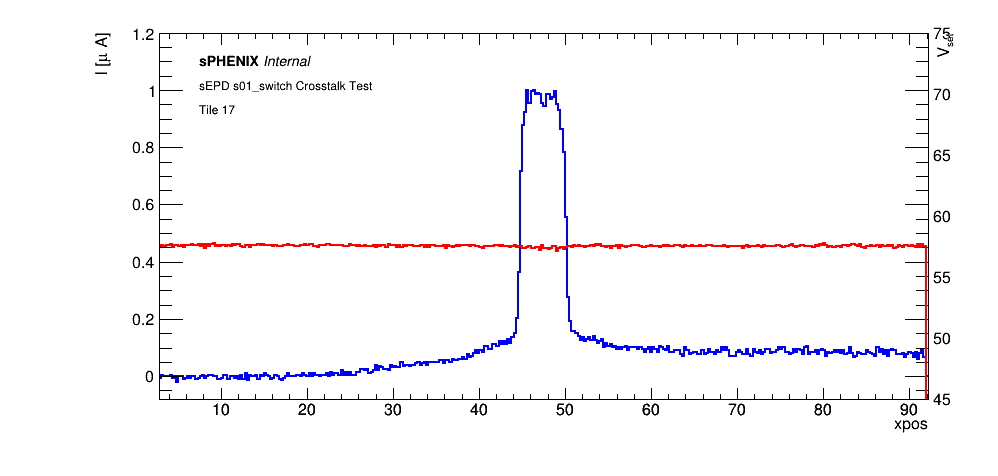 I [μ A]
1.2
1
0.8
0.6
0.4
0.2
0
sPHENIX Internal
sEPD s01_switch Crosstalk Test
Tile 17
75
V set
70
65
60
55
50
45
10 20 30 40 50 60 70 80 90
xpos